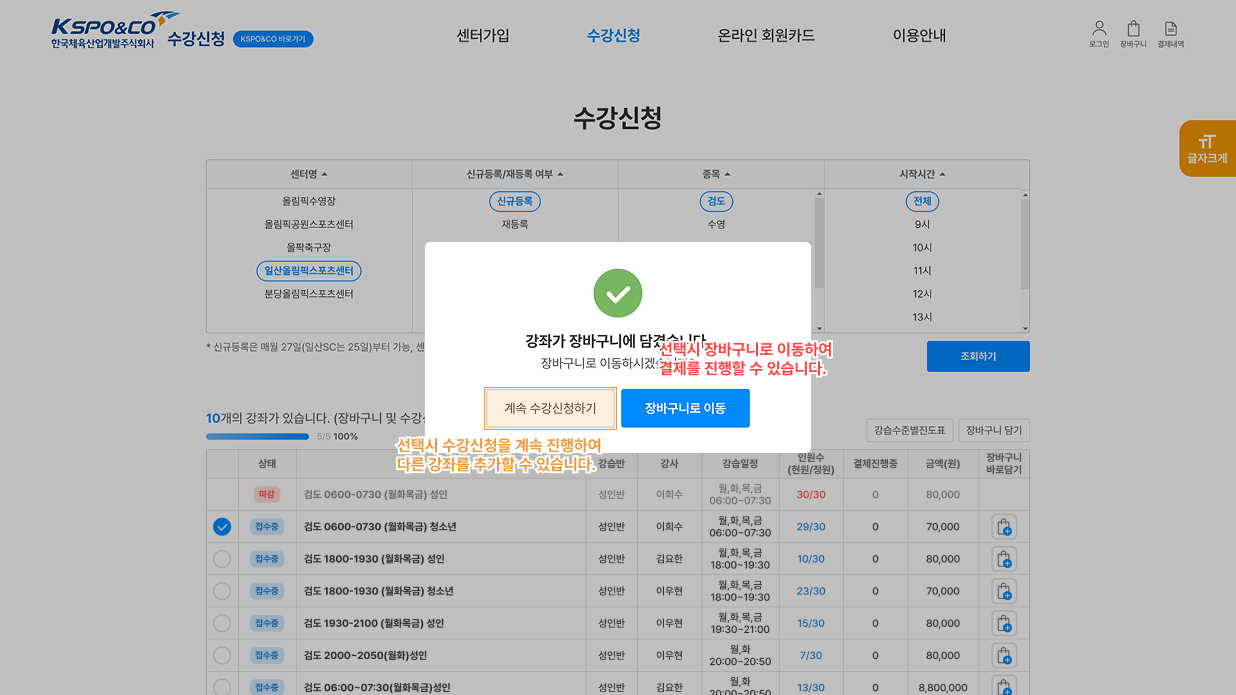 KSPO&CO
한국체육산업개발주식회사
수강신청
KSPO&CO 바로가기
센터가입
수강신청
온라인 회원카드
이용안내
로그인
장바구니
결제내역
수강신청
글자크게
센터명
신규등록/재등록 여부
종목
시작시간
올림픽수영장
신규등록
검도
전체
올림픽공원스포츠센터
재등록
수영
9시
올팍축구장
10시
일산올림픽스포츠센터
11시
분당올림픽스포츠센터
12시
13시
* 신규등록은 매월 27일(일산SC는 25일)부터 가능, 센
조회하기
강좌가 장바구니에 담겼습니다
장바구니로 이동하시겠
선택시 장바구니로 이동하여
결제를 진행할 수 있습니다.
계속 수강신청하기
장바구니로 이동
선택시 수강신청을 계속 진행하여
다른 강좌를 추가할 수 있습니다.
10개의 강좌가 있습니다. (장바구니 및 수강
5/5 100%
강습수준별진도표
장바구니 담기
상태
강습반
강사
강습일정
인원수
(현원/정원)
결제진행중
금액(원)
장바구니
바로담기
마감
검도 0600-0730 (월화목금) 성인
성인반
이희수
월,화,목,금
06:00~07:30
30/30
0
80,000
접수중
검도 0600-0730 (월화목금) 청소년
성인반
이희수
월,화,목,금
06:00~07:30
29/30
0
70,000
접수중
검도 1800-1930 (월화목금) 성인
성인반
김요한
월,화,목,금
18:00~19:30
10/30
0
80,000
접수중
검도 1800-1930 (월화목금) 청소년
성인반
이우현
월,화,목,금
18:00~19:30
23/30
0
70,000
접수중
검도 1930-2100 (월화목금) 성인
성인반
이우현
월,화,목,금
19:30~21:00
15/30
0
80,000
접수중
검도 2000~2050(월화)성인
성인반
이우현
월,화
20:00~20:50
7/30
0
80,000
접수중
검도 06:00~07:30(월화목금)성인
성인반
김요한
월,화
20:00~20:50
13/30
0
8,800,000